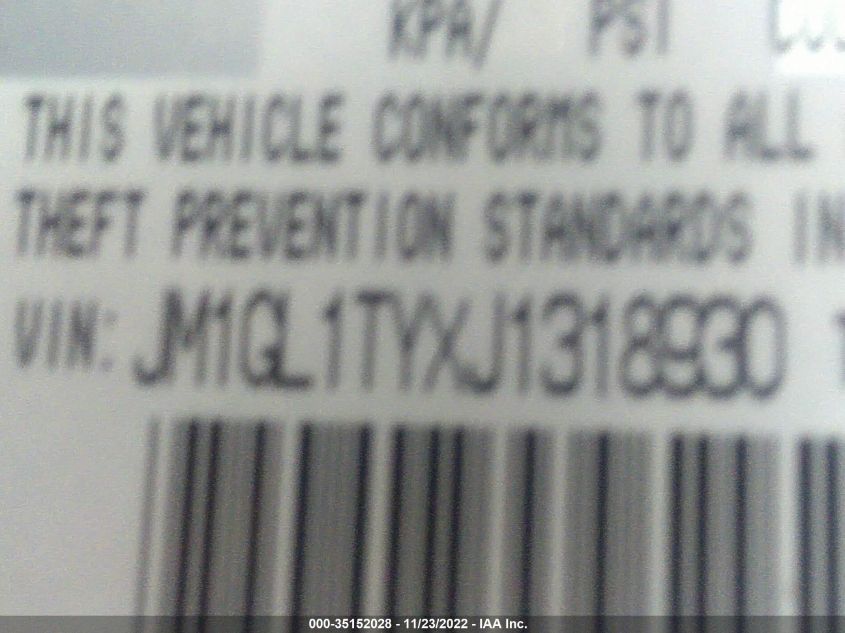 KPA/ PSI
THIS VEHICLE CONFORMS TO ALL
THEFT PREVENTION STANDARDS IN
VIN: JM1GL1TYXJ1318930
000-35152028 - 11/23/2022 - IAA Inc.